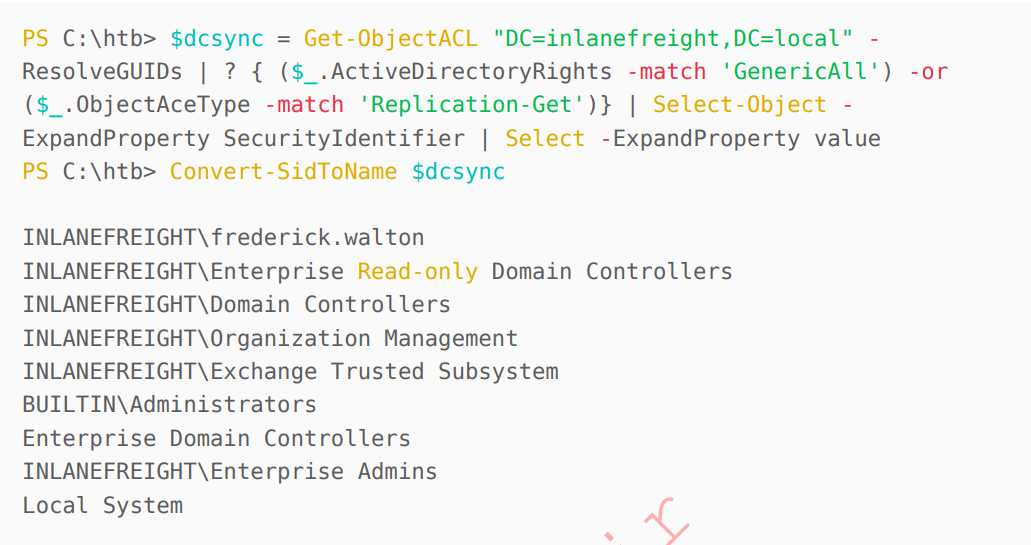 PS C:\htb> $dcsync = Get-ObjectACL "DC=inlanefreight,DC=local" -
ResolveGUIDs | ? { ($_.ActiveDirectoryRights -match 'GenericAll') -or
($_.ObjectAceType -match 'Replication-Get')} | Select-Object -
ExpandProperty SecurityIdentifier | Select -ExpandProperty value
PS C:\htb> Convert-SidToName $dcsync
INLANEFREIGHT\frederick.walton
INLANEFREIGHT\Enterprise Read-only Domain Controllers
INLANEFREIGHT\Domain Controllers
INLANEFREIGHT\Organization Management
INLANEFREIGHT\Exchange Trusted Subsystem
BUILTIN\Administrators
Enterprise Domain Controllers
INLANEFREIGHT\Enterprise Admins
Local System